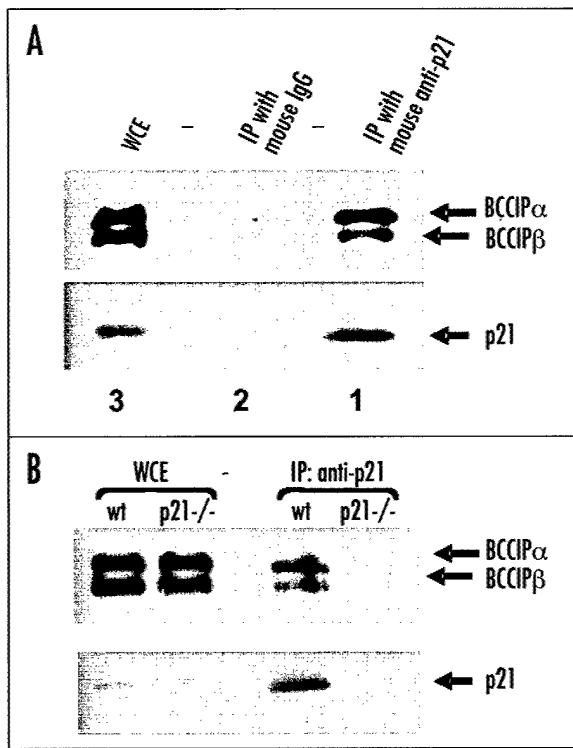 A
WCE
–
IP with
mouse IgG
–
IP with
mouse anti-p21
BCCIPα
BCCIPβ
p21
3 2 1
B
WCE - IP: anti-p21
wt p21-/- wt p21-/-
BCCIPα
BCCIPβ
p21